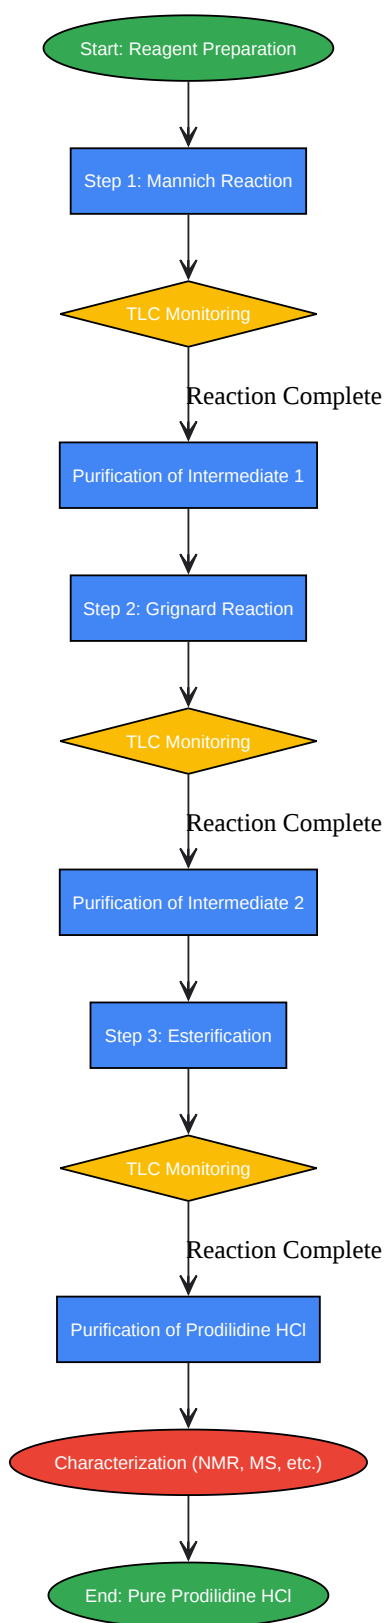 Start: Reagent Preparation
Step 1: Mannich Reaction
TLC Monitoring
Reaction Complete
Purification of Intermediate 1
Step 2: Grignard Reaction
TLC Monitoring
Reaction Complete
Purification of Intermediate 2
Step 3: Esterification
TLC Monitoring
Reaction Complete
Purification of Prodilidine HCl
Characterization (NMR, MS, etc.)
End: Pure Prodilidine HCl